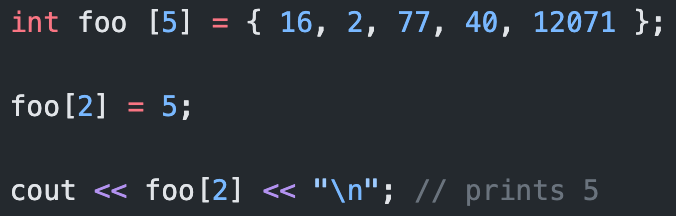 int foo [5] = { 16, 2, 77, 40, 12071 };
foo[2] = 5;
cout << foo[2] << "\n"; // prints 5